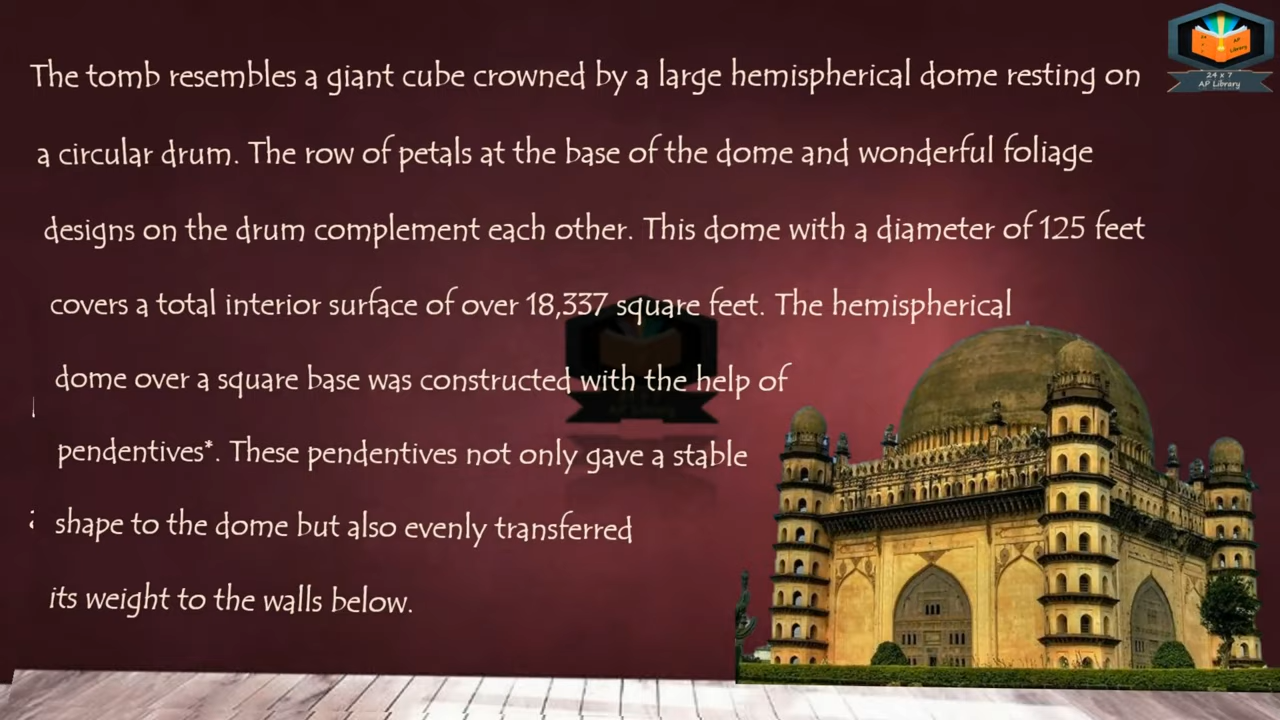 The tomb resembles a giant cube crowned by a large hemispherical dome resting on
a circular drum. The row of petals at the base of the dome and wonderful foliage
designs on the drum complement each other. This dome with a diameter of 125 feet
covers a total interior surface of over 18,337 square feet. The hemispherical
dome over a square base was constructed with the help of
pendentives*. These pendentives not only gave a stable
shape to the dome but also evenly transferred
its weight to the walls below.
24 x 7
AP Library